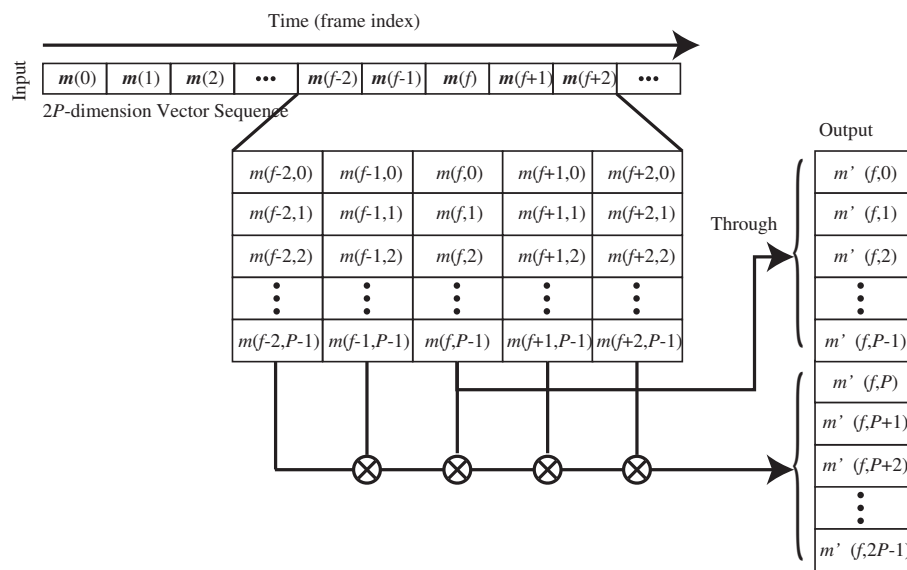 Time (frame index)
Input
m(0) m(1) m(2) ••• m(f-2) m(f-1) m(f) m(f+1) m(f+2) •••
2P-dimension Vector Sequence
Output
m(f-2,0) m(f-1,0) m(f,0) m(f+1,0) m(f+2,0) m’ (f,0)
m(f-2,1) m(f-1,1) m(f,1) m(f+1,1) m(f+2,1) Through m’ (f,1)
m(f-2,2) m(f-1,2) m(f,2) m(f+1,2) m(f+2,2) m’ (f,2)
m(f-2,P-1) m(f-1,P-1) m(f,P-1) m(f+1,P-1) m(f+2,P-1) m’ (f,P-1)
m’ (f,P)
m’ (f,P+1)
m’ (f,P+2)
m’ (f,2P-1)